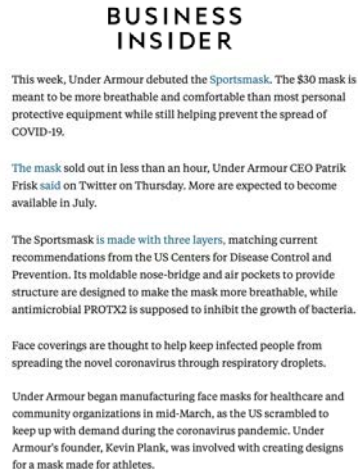 BUSINESS
INSIDER
This week, Under Armour debuted the Sportsmask. The $30 mask is
meant to be more breathable and comfortable than most personal
protective equipment while still helping prevent the spread of
COVID-19.
The mask sold out in less than an hour, Under Armour CEO Patrik
Frisk said on Twitter on Thursday. More are expected to become
available in July.
The Sportsmask is made with three layers, matching current
recommendations from the US Centers for Disease Control and
Prevention. Its moldable nose-bridge and air pockets to provide
structure are designed to make the mask more breathable, while
antimicrobial PROTX2 is supposed to inhibit the growth of bacteria.
Face coverings are thought to help keep infected people from
spreading the novel coronavirus through respiratory droplets.
Under Armour began manufacturing face masks for healthcare and
community organizations in mid-March, as the US scrambled to
keep up with demand during the coronavirus pandemic. Under
Armour's founder, Kevin Plank, was involved with creating designs
for a mask made for athletes.